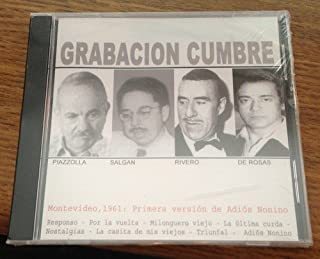 GRABACION CUMBRE
PIAZZOLLA SALGAN RIVERO DE ROSAS
Montevideo, 1961: Primera versión de Adiós Nonino
Responso - Por la vuelta - Milonguero viejo - La última curda -
Nostalgias - La casita de mis viejos - Triunfal - Adiós Nonino